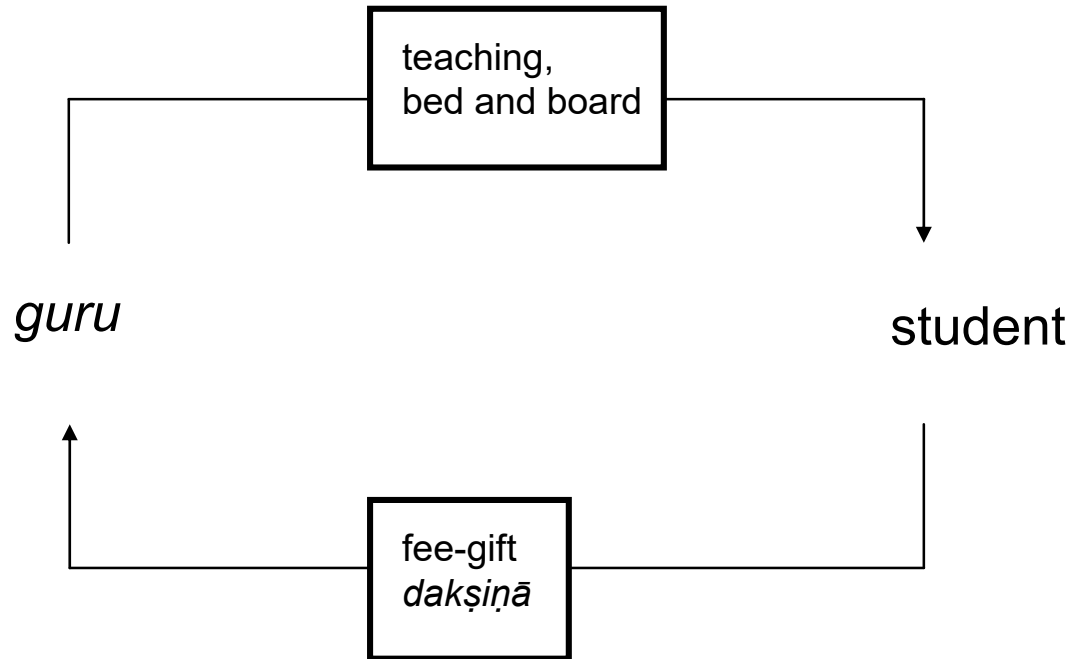 teaching,
bed and board
guru
student
fee-gift
dakṣiṇā